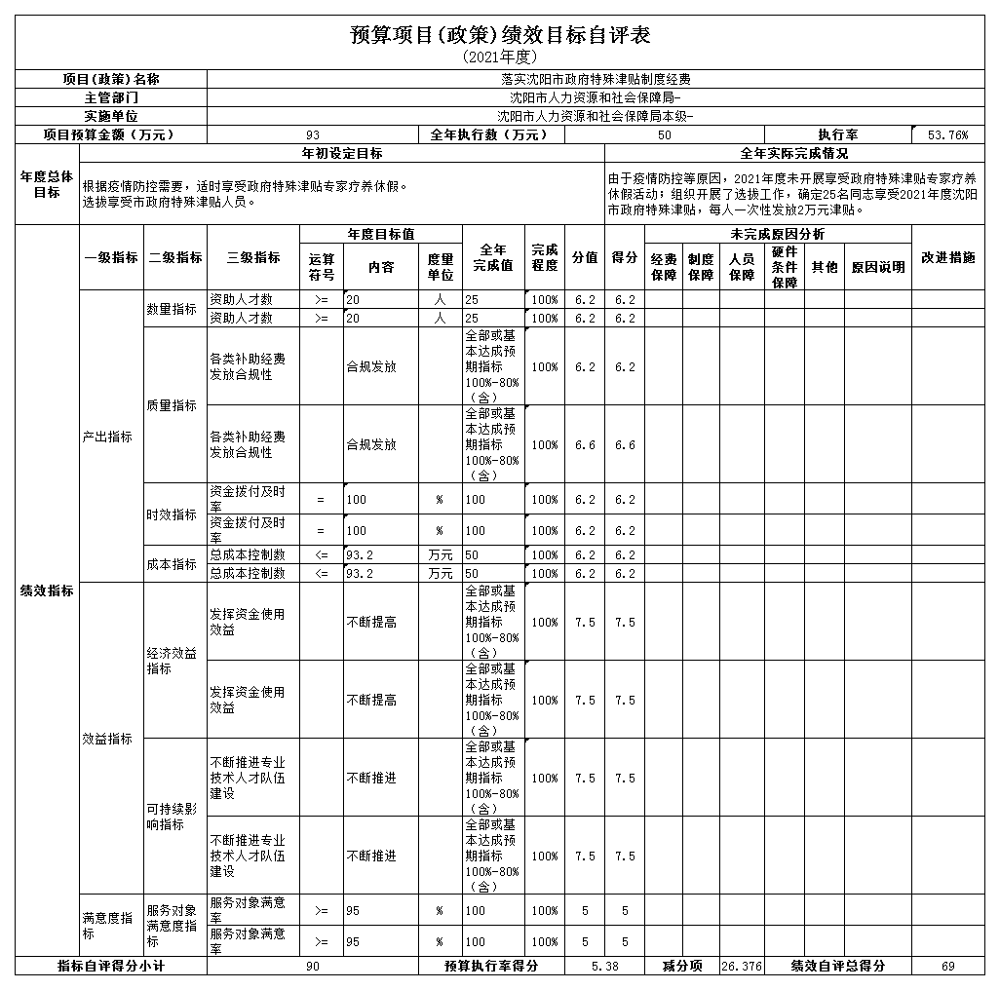 预算项目(政策)绩效目标自评表
(2021年度)
项目(政策)名称 落实沈阳市政府特殊津贴制度经费
主管部门 沈阳市人力资源和社会保障局-
实施单位 沈阳市人力资源和社会保障局本级-
项目预算金额（万元） 93 全年执行数（万元） 50 执行率 53.76%
年度总体
目标
年初设定目标 全年实际完成情况
根据疫情防控需要，适时享受政府特殊津贴专家疗养休假。
选拔享受市政府特殊津贴人员。
由于疫情防控等原因，2021年度未开展享受政府特殊津贴专家疗养
休假活动；组织开展了选拔工作，确定25名同志享受2021年度沈阳
市政府特殊津贴，每人一次性发放2万元津贴。
绩效指标
一级指标 二级指标 三级指标
年度目标值
运算
符号
内容
度量
单位
全年
完成值
完成
程度
分值 得分
未完成原因分析
经费
保障
制度
保障
人员
保障
硬件
条件
保障
其他 原因说明
改进措施
产出指标
数量指标
资助人才数 >= 20 人 25 100% 6.2 6.2
资助人才数 >= 20 人 25 100% 6.2 6.2
质量指标
各类补助经费
发放合规性
合规发放
全部或基
本达成预
期指标
100%-80%
（含）
100% 6.2 6.2
各类补助经费
发放合规性
合规发放
全部或基
本达成预
期指标
100%-80%
（含）
100% 6.6 6.6
时效指标
资金拨付及时
率
= 100 % 100 100% 6.2 6.2
资金拨付及时
率
= 100 % 100 100% 6.2 6.2
成本指标
总成本控制数 <= 93.2 万元 50 100% 6.2 6.2
总成本控制数 <= 93.2 万元 50 100% 6.2 6.2
效益指标
经济效益
指标
发挥资金使用
效益
不断提高
全部或基
本达成预
期指标
100%-80%
（含）
100% 7.5 7.5
发挥资金使用
效益
不断提高
全部或基
本达成预
期指标
100%-80%
（含）
100% 7.5 7.5
可持续影
响指标
不断推进专业
技术人才队伍
建设
不断推进
全部或基
本达成预
期指标
100%-80%
（含）
100% 7.5 7.5
不断推进专业
技术人才队伍
建设
不断推进
全部或基
本达成预
期指标
100%-80%
（含）
100% 7.5 7.5
满意度指
标
服务对象
满意度指
标
服务对象满意
率
>= 95 % 100 100% 5 5
服务对象满意
率
>= 95 % 100 100% 5 5
指标自评得分小计 90 预算执行率得分 5.38 减分项 26.376 绩效自评总得分 69